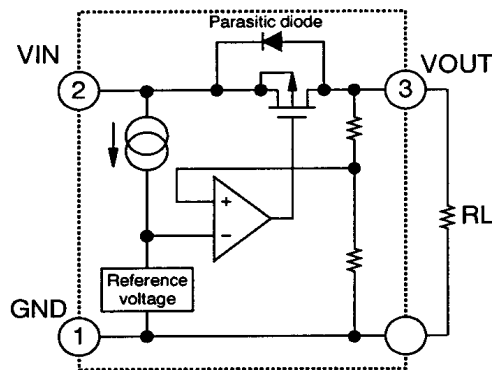 Parasitic diode
VIN
VOUT
2
3
+
−
RL
Reference
voltage
GND
1